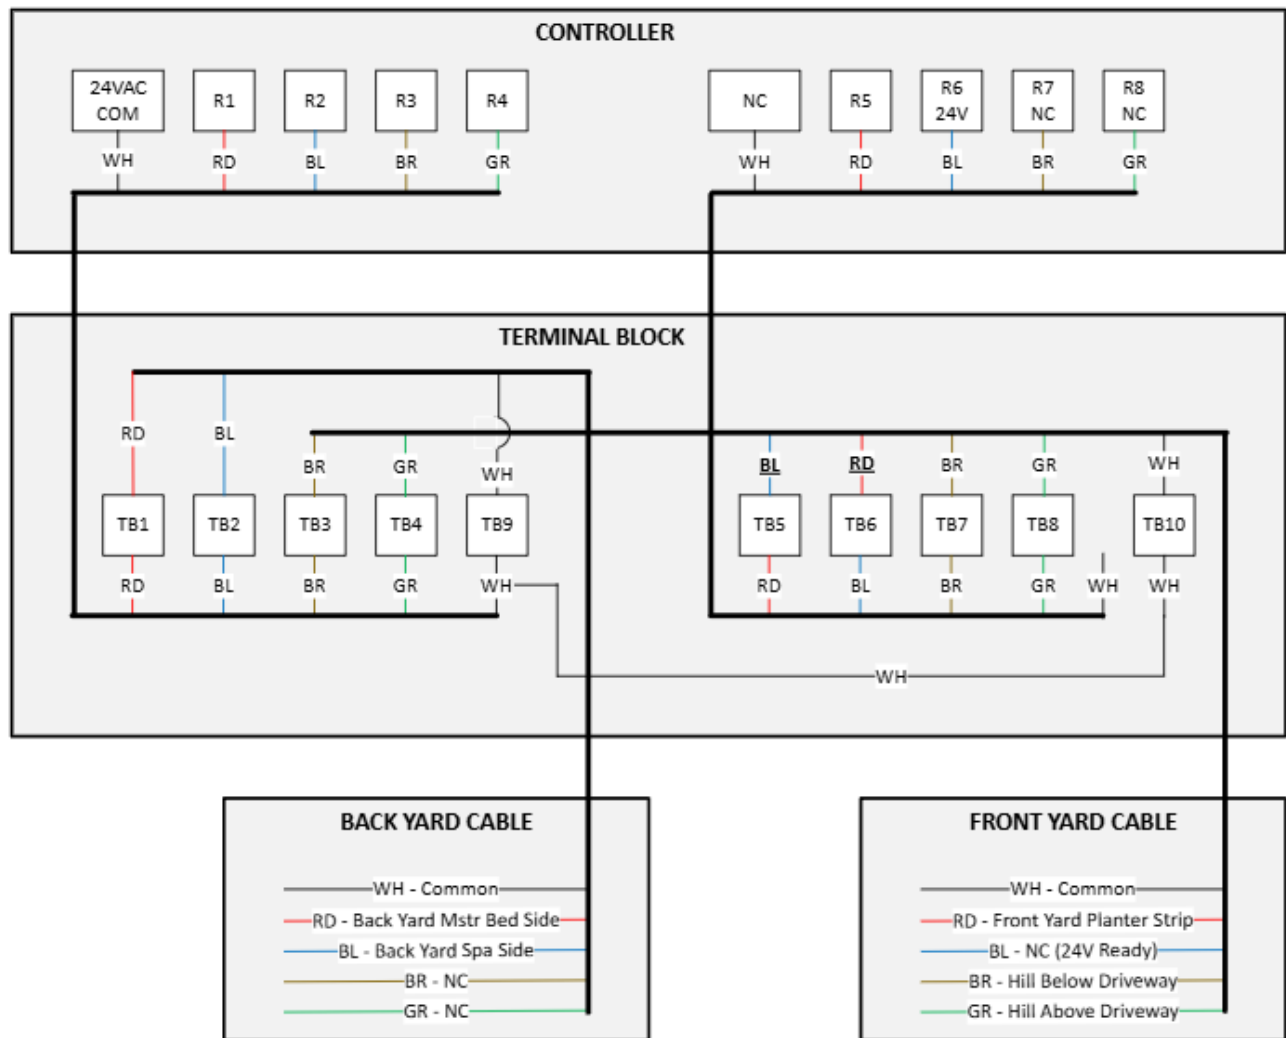 CONTROLLER
24VAC
COM
R1
R2
R3
R4
NC
R5
R6
24V
R7
NC
R8
NC
WH
RD
BL
BR
GR
WH
RD
BL
BR
GR
TERMINAL BLOCK
RD
BL
BR
GR
WH
BL
RD
BR
GR
WH
TB1
TB2
TB3
TB4
TB9
TB5
TB6
TB7
TB8
TB10
RD
BL
BR
GR
WH
RD
BL
BR
GR
WH
WH
WH
BACK YARD CABLE
WH - Common
RD - Back Yard Mstr Bed Side
BL - Back Yard Spa Side
BR - NC
GR - NC
FRONT YARD CABLE
WH - Common
RD - Front Yard Planter Strip
BL - NC (24V Ready)
BR - Hill Below Driveway
GR - Hill Above Driveway